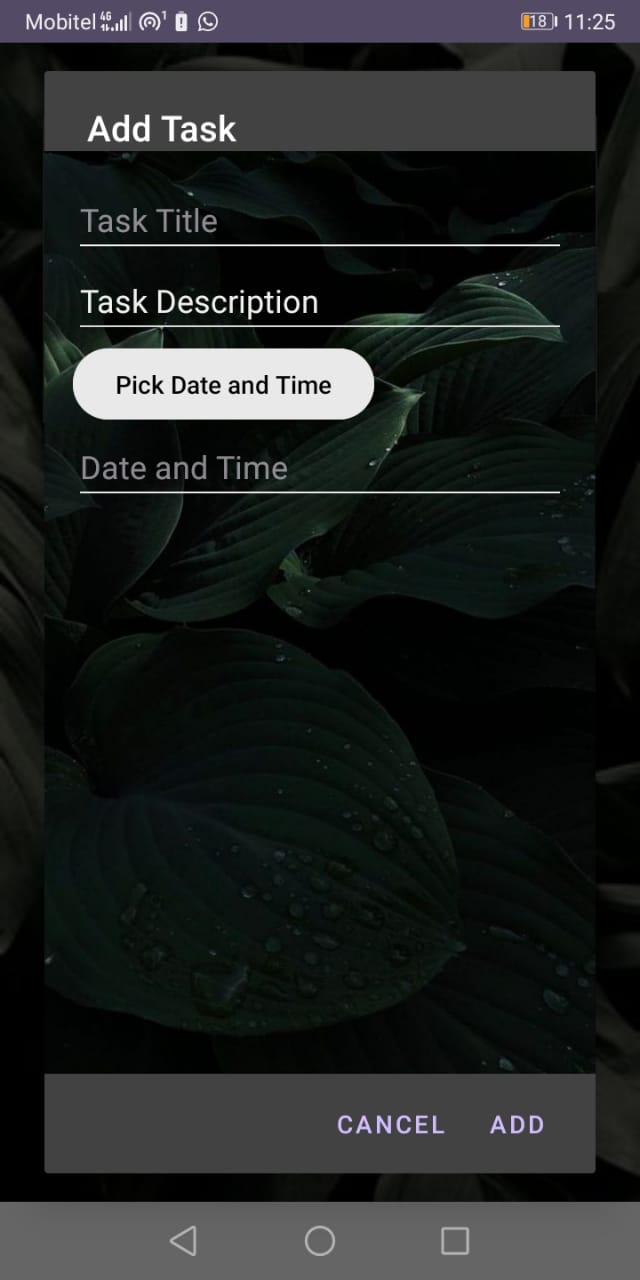 Mobitel 4G 1 18 11:25
Add Task
Task Title
Task Description
Pick Date and Time
Date and Time
CANCEL ADD